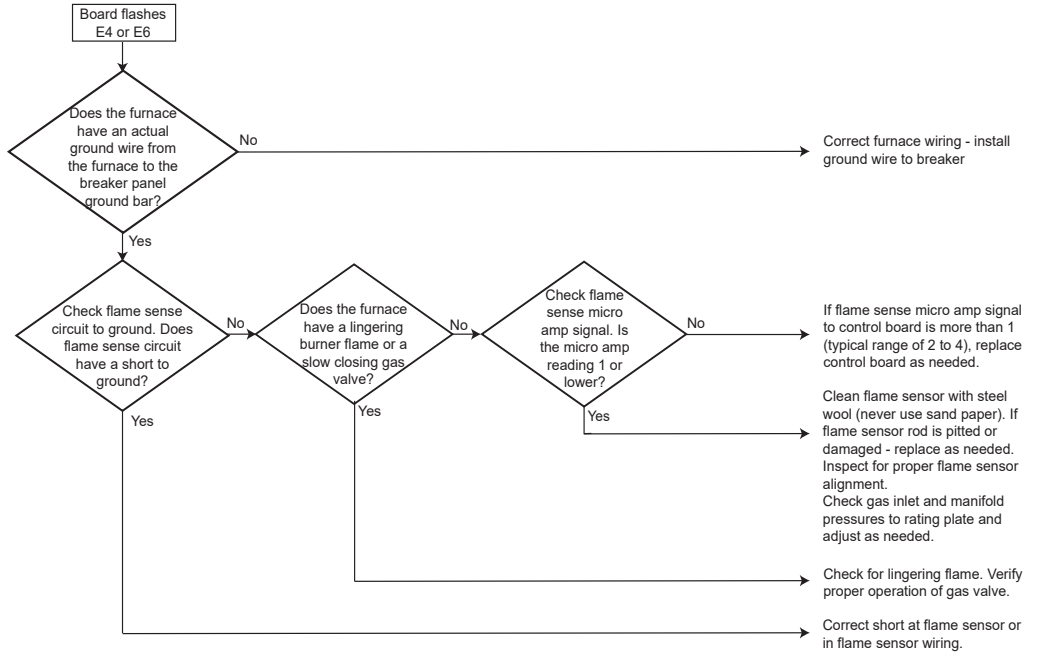 Board flashes
E4 or E6
Does the furnace
have an actual
ground wire from
the furnace to the
breaker panel
ground bar?
No
Correct furnace wiring - install
ground wire to breaker
Yes
Check flame sense
circuit to ground. Does
flame sense circuit
have a short to
ground?
No
Does the furnace
have a lingering
burner flame or a
slow closing gas
valve?
No
Check flame
sense micro
amp signal. Is
the micro amp
reading 1 or
lower?
No
If flame sense micro amp signal
to control board is more than 1
(typical range of 2 to 4), replace
control board as needed.
Yes
Clean flame sensor with steel
wool (never use sand paper). If
flame sensor rod is pitted or
damaged - replace as needed.
Inspect for proper flame sensor
alignment.
Check gas inlet and manifold
pressures to rating plate and
adjust as needed.
Yes
Check for lingering flame. Verify
proper operation of gas valve.
Yes
Correct short at flame sensor or
in flame sensor wiring.